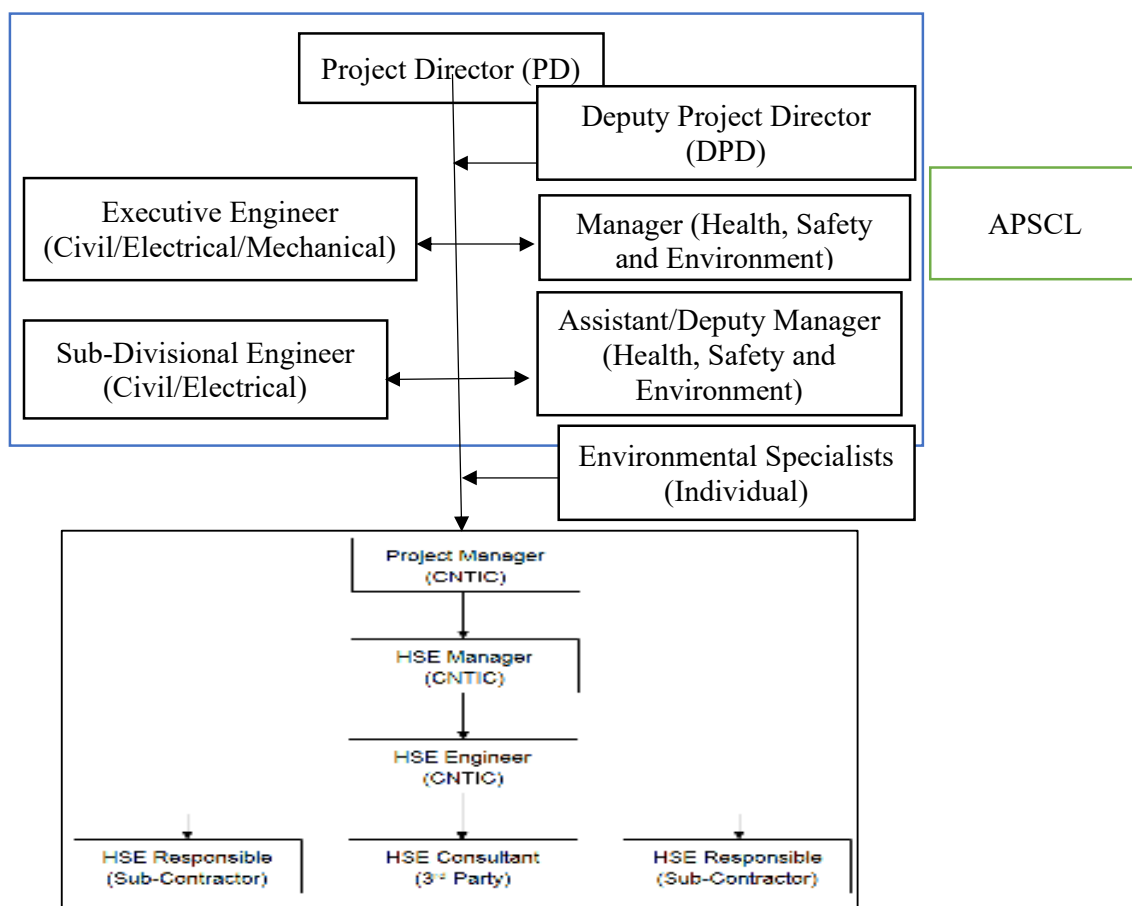 Project Director (PD)
Deputy Project Director
(DPD)
Executive Engineer
(Civil/Electrical/Mechanical)
Manager (Health, Safety
and Environment)
APSCL
Sub-Divisional Engineer
(Civil/Electrical)
Assistant/Deputy Manager
(Health, Safety and
Environment)
Environmental Specialists
(Individual)
Project Manager
(CNTIC)
HSE Manager
(CNTIC)
HSE Engineer
(CNTIC)
HSE Responsible
(Sub-Contractor)
HSE Consultant
(3rd Party)
HSE Responsible
(Sub-Contractor)